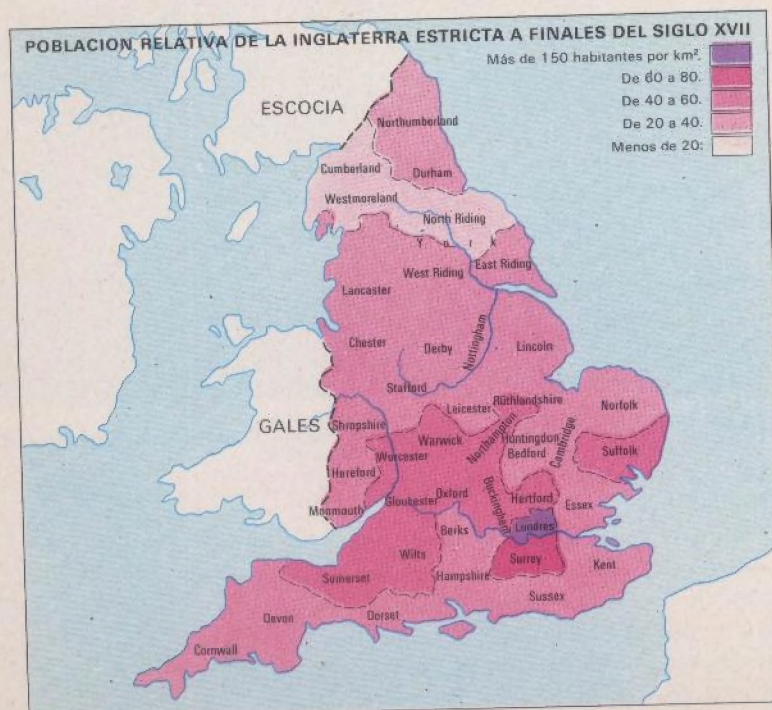 POBLACION RELATIVA DE LA INGLATERRA ESTRICTA A FINALES DEL SIGLO XVII
Más de 150 habitantes por km².
De 60 a 80.
De 40 a 60.
De 20 a 40.
Menos de 20:
ESCOCIA
Northumberland
Cumberland
Durham
Westmoreland
North Riding
York
West Riding
East Riding
Lancaster
Chester
Derby
Nottingham
Lincoln
Stafford
GALES
Shropshire
Leicester
Rüthlandshire
Norfolk
Warwick
Northampton
Huntingdon
Cambridge
Worcester
Bedford
Suffolk
Hereford
Monmouth
Gloubester
Oxford
Buckingham
Hertford
Essex
Londres
Berks
Wilts
Surrey
Kent
Somerset
Hampshire
Sussex
Devon
Dorset
Cornwall